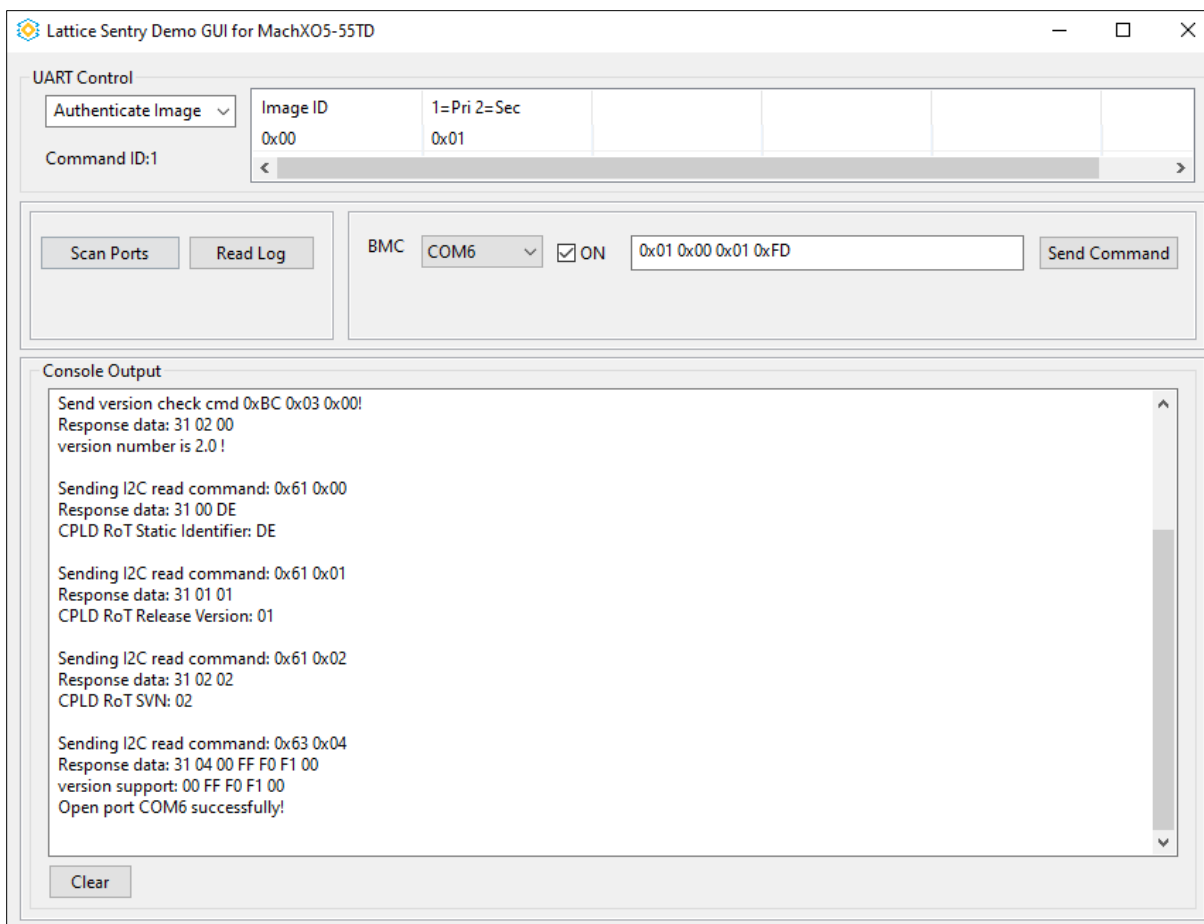 Lattice Sentry Demo GUI for MachXO5-55TD
UART Control
Authenticate Image
Image ID 1=Pri 2=Sec
0x00 0x01
Command ID:1
Scan Ports Read Log BMC COM6 ON 0x01 0x00 0x01 0xFD Send Command
Console Output
Send version check cmd 0xBC 0x03 0x00!
Response data: 31 02 00
version number is 2.0 !
Sending I2C read command: 0x61 0x00
Response data: 31 00 DE
CPLD RoT Static Identifier: DE
Sending I2C read command: 0x61 0x01
Response data: 31 01 01
CPLD RoT Release Version: 01
Sending I2C read command: 0x61 0x02
Response data: 31 02 02
CPLD RoT SVN: 02
Sending I2C read command: 0x63 0x04
Response data: 31 04 00 FF F0 F1 00
version support: 00 FF F0 F1 00
Open port COM6 successfully!
Clear